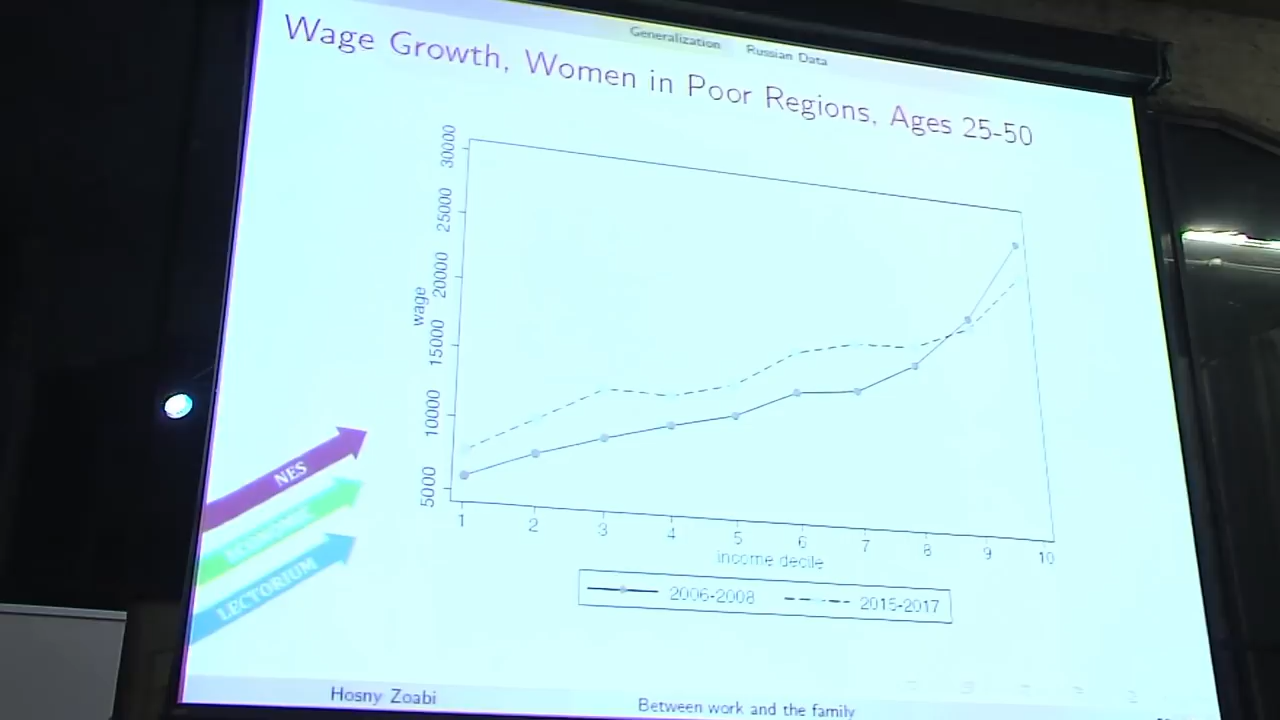 Generalization Russian Data
Wage Growth, Women in Poor Regions, Ages 25-50
30000
25000
20000
15000
10000
5000
wage
1 2 3 4 5 6 7 8 9 10
income decile
2006-2008 2015-2017
NES
ECONOMIC
LECTORIUM
Hosny Zoabi
Between work and the family